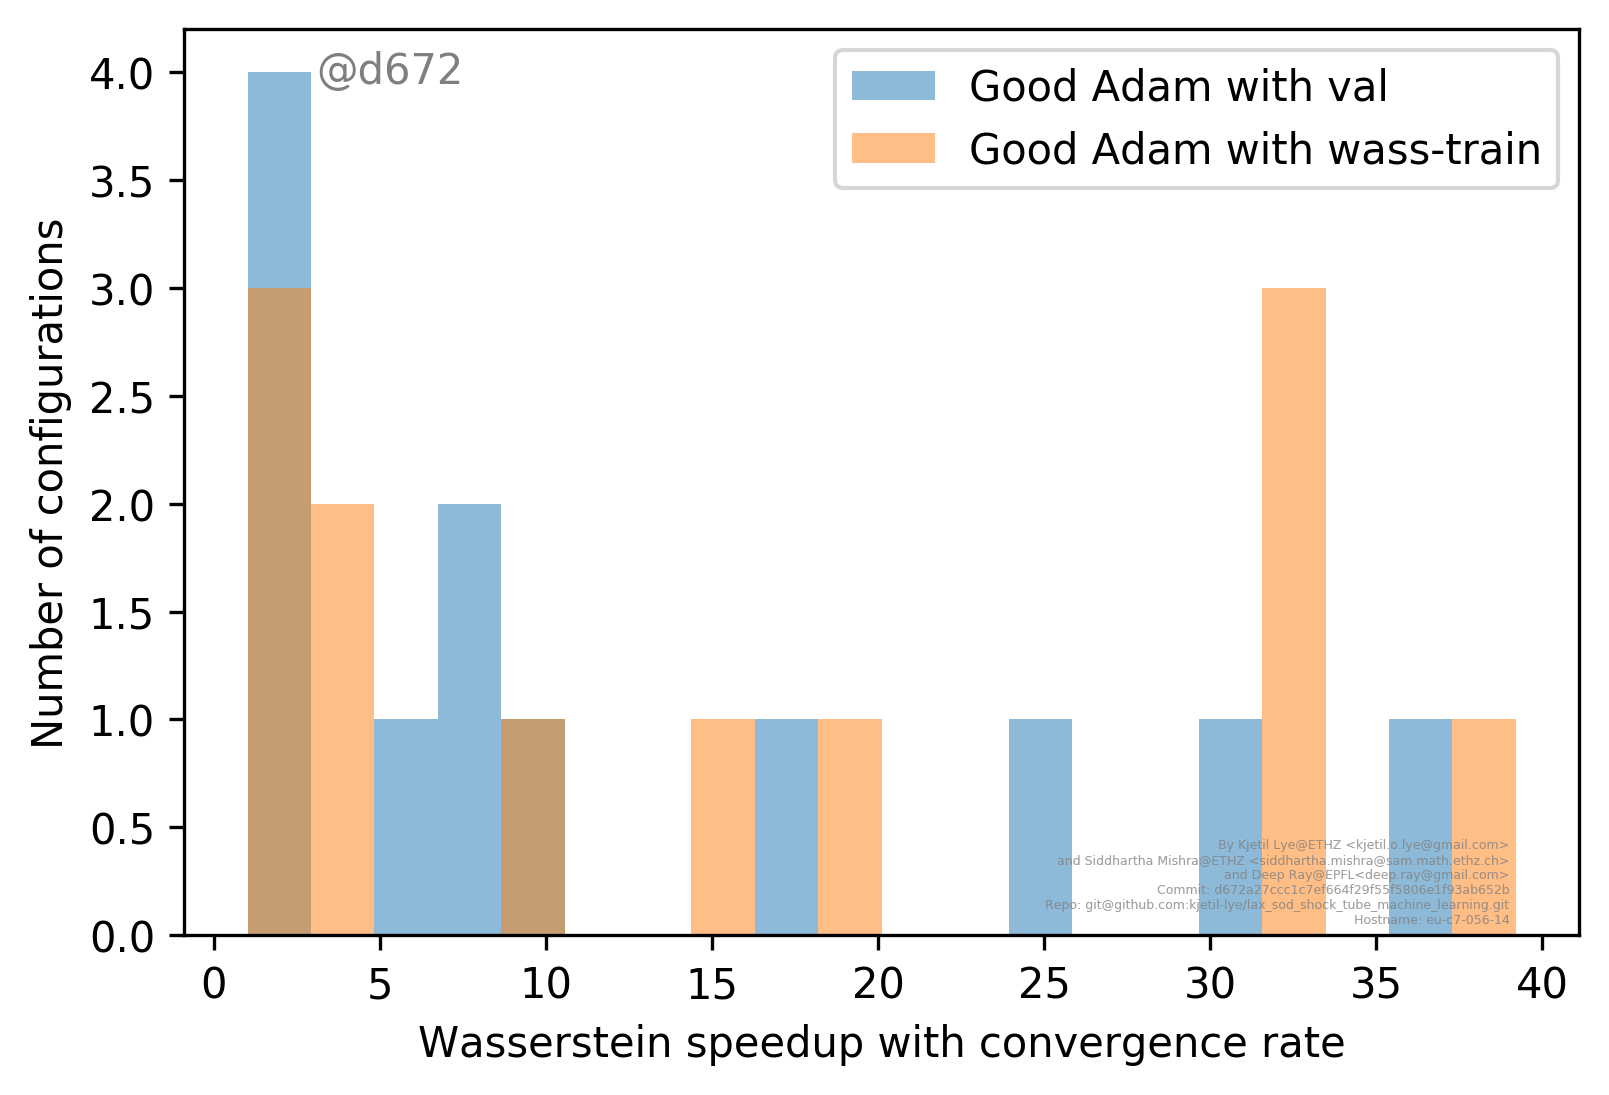 @d672
Good Adam with val
Good Adam with wass-train
4.0
3.5
3.0
2.5
2.0
1.5
1.0
0.5
0.0
Number of configurations
By Kjetil Lye@ETHZ <kjetil.o.lye@gmail.com>
and Siddhartha Mishra@ETHZ <siddhartha.mishra@sam.math.ethz.ch>
and Deep Ray@EPFL<deep.ray@gmail.com>
Commit: d672a27ccc1c7ef664f29f55f5806e1f93ab652b
Repo: git@github.com:kjetil-lye/lax_sod_shock_tube_machine_learning.git
Hostname: eu-c7-056-14
0 5 10 15 20 25 30 35 40
Wasserstein speedup with convergence rate